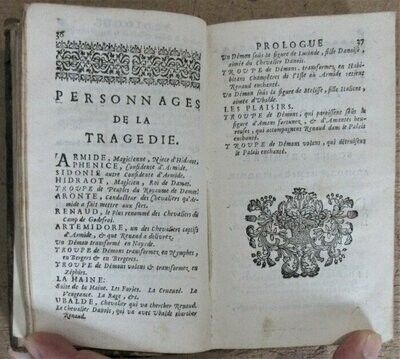 36
PERSONNAGES
DE LA
TRAGEDIE.
ARMIDE, Magicienne, Niece d'Hidraot,
PHENICE, Confidente d'Armide.
SIDONIE autre Confidente d'Armide.
HIDRAOT, Magicien, Roi de Damas.
TROUPE de Peuples du Royaume de Damas.
ARONTE, Conducteur des Chevaliers qu'Armide a fait mettre aux fers.
RENAUD, le plus renommé des Chevaliers du Camp de Godefroi.
ARTEMIDORE, un des Chevaliers captifs d'Armide, & que Renaud a delivrez,
Un Démon transformé en Nayade.
TROUPE de Démons transformez, en Nymphes, en Bergers & en Bergeres.
TROUPE de Démons volans & transformez, en Zéphirs.
LA HAINE.
Suite de la Haine. Les Furies. La Cruauté. La Vengeance. La Rage, &c.
UBALDE, Chevalier qui va chercher Renaud.
Le Chevalier Danois, qui va avec Ubalde chercher Renaud.
PROLOGUE 37
Un Démon sous la figure de Lucinde, fille Danoise, aimée du Chevalier Danois.
TROUPE de Démons transformez, en Habitans Champêtres de l'Isle où Armide retient Renaud enchanté.
Un Démon sous la figure de Melisse, fille Italiene, aimée d'Ubalde.
LES PLAISIRS.
TROUPE de Démons, qui paroissent sous la figure d'Amans fortunez, & d'Amantes heureuses, qui accompagnent Renaud dans le Palais enchanté.
TROUPE de Démons volans, qui détruisent le Palais enchanté.